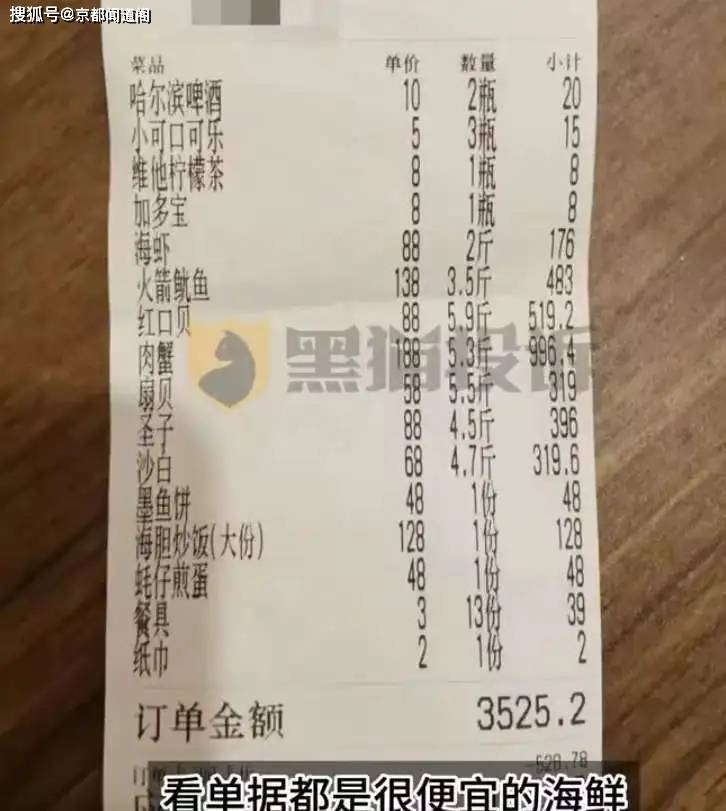 搜狐号@京都闻道阁
菜品 单价 数量 小计
哈尔滨啤酒 10 2瓶 20
小可口可乐 5 3瓶 15
维他柠檬茶 8 1瓶 8
加多宝 8 1瓶 8
海虾 88 2斤 176
火箭鱿鱼 138 3.5斤 483
红口贝 88 5.9斤 519.2
肉蟹 188 5.3斤 996.4
扇贝 58 5.5斤 319
圣子 88 4.5斤 396
沙白 68 4.7斤 319.6
黑猫投诉
墨鱼饼 48 1份 48
海胆炒饭(大份) 128 1份 128
蚝仔煎蛋 48 1份 48
餐具 3 13份 39
纸巾 2 1份 2
订单金额 3525.2
-528.78
看单据都是很便宜的海鲜